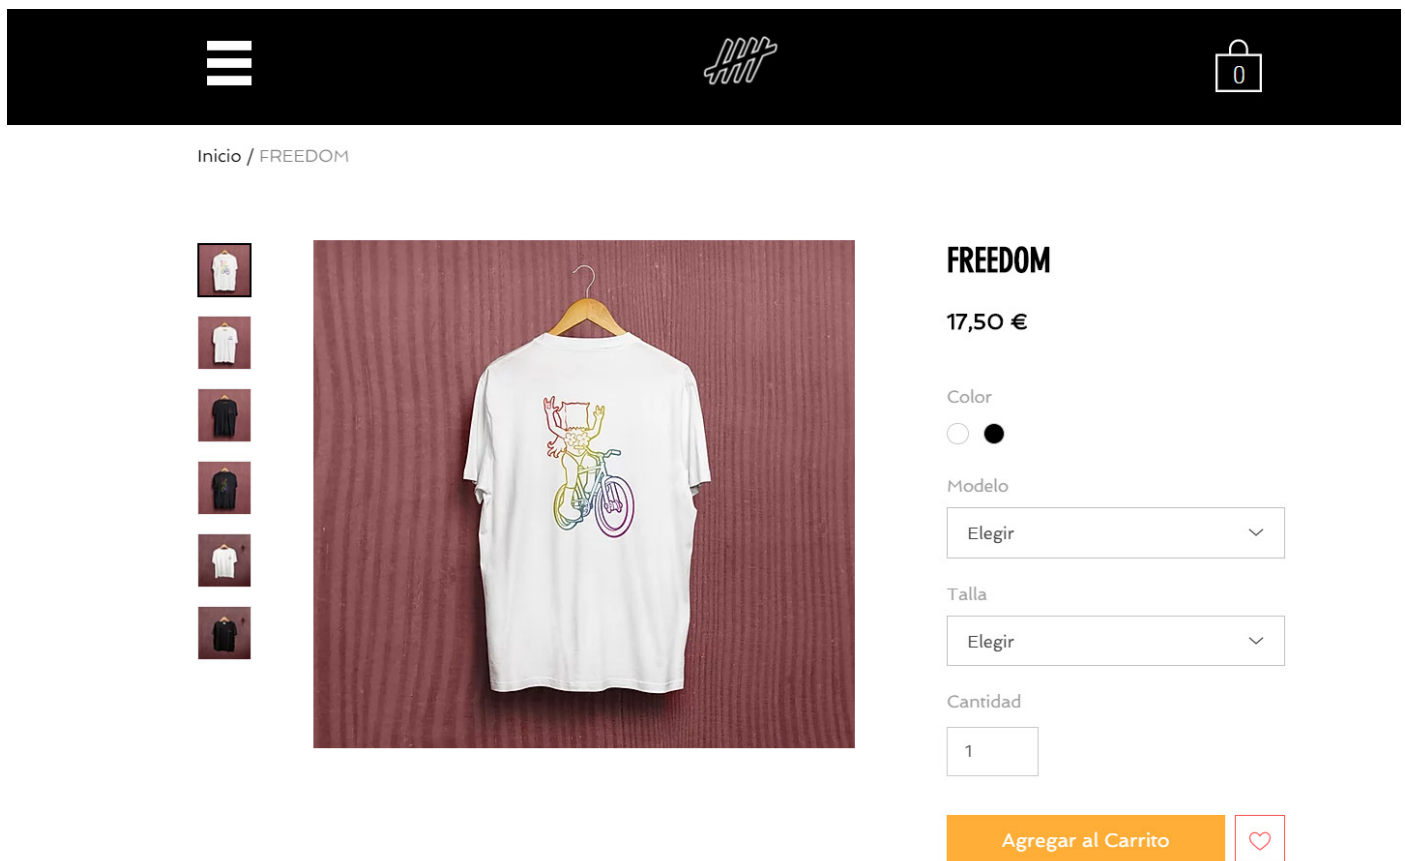 0
Inicio / FREEDOM
FREEDOM
17,50 €
Color
Modelo
Elegir
Talla
Elegir
Cantidad
1
Agregar al Carrito